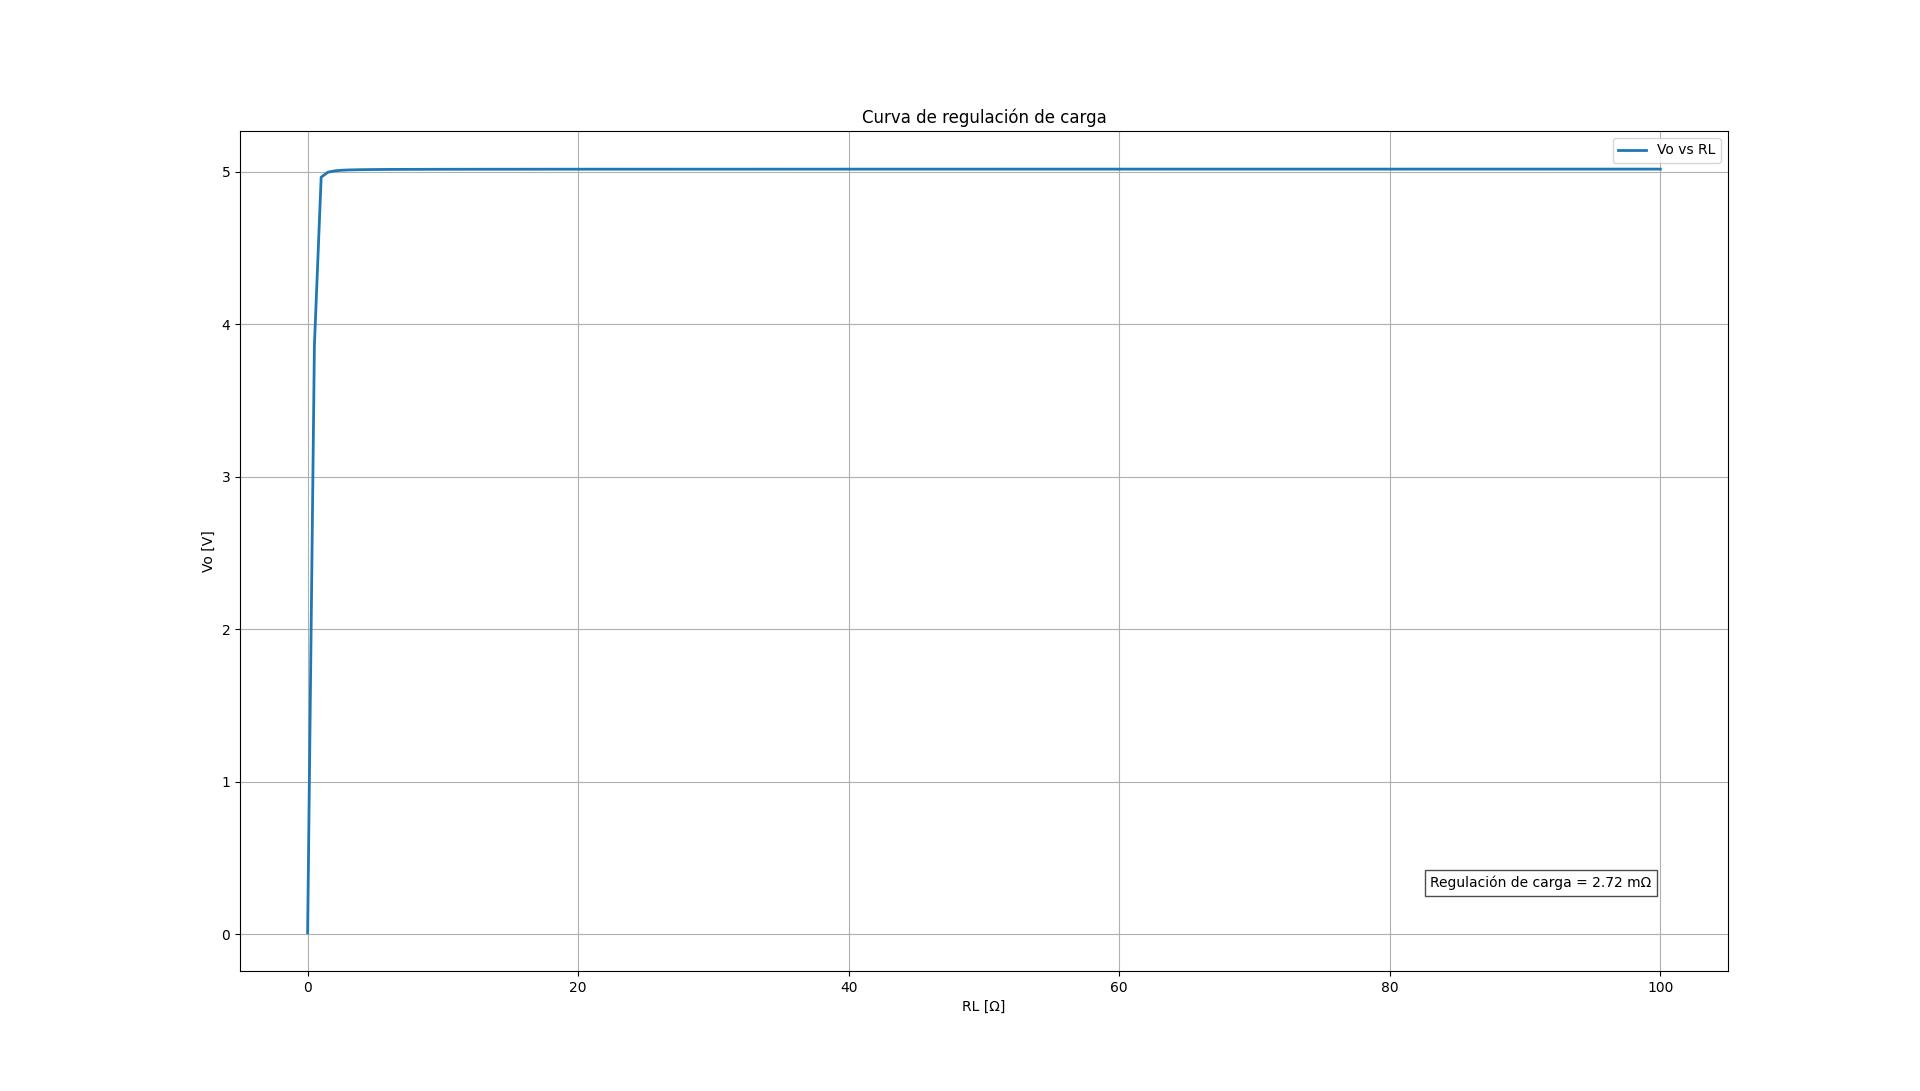 Curva de regulación de carga
Vo vs RL
5
4
3
2
1
0
Vo [V]
Regulación de carga = 2.72 mΩ
0 20 40 60 80 100
RL [Ω]